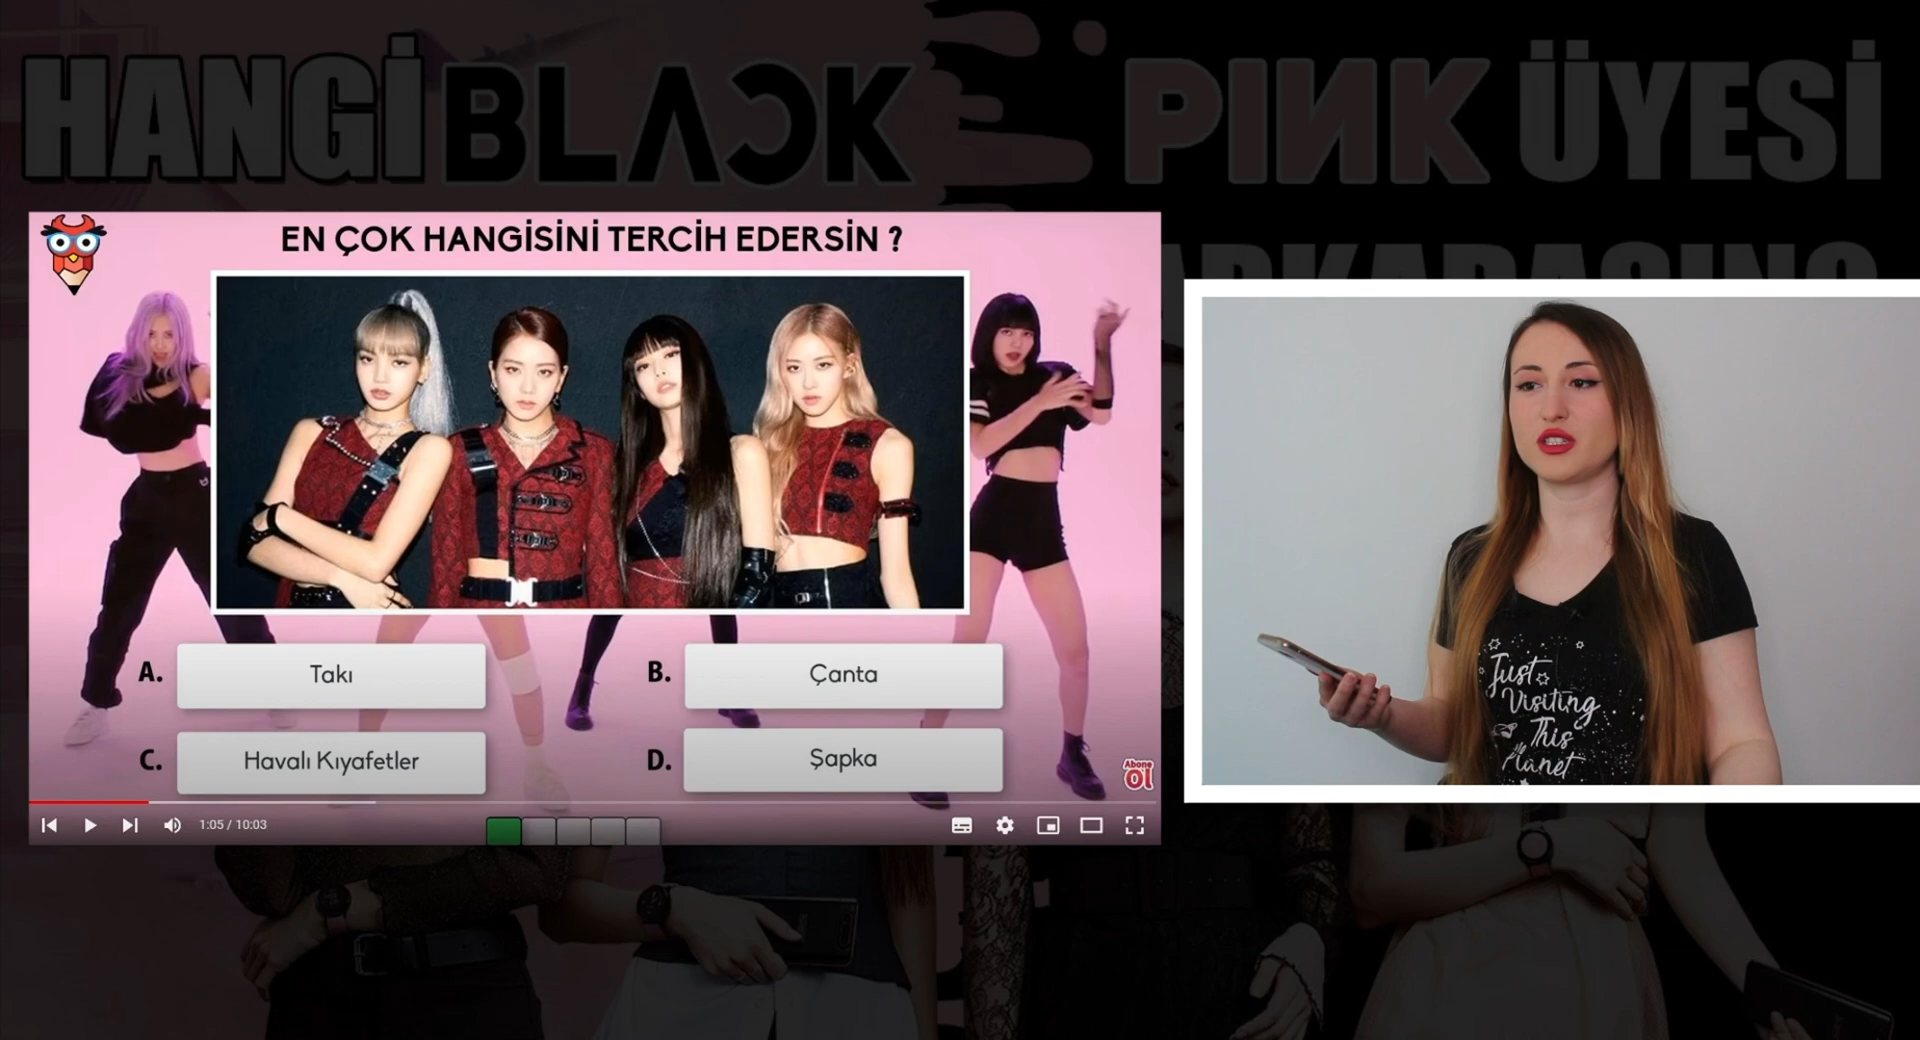 HANGİ BLACK PINK ÜYESİ
EN ÇOK HANGİSİNİ TERCİH EDERSİN ?
A. Takı
B. Çanta
C. Havalı Kıyafetler
D. Şapka
Abone
Ol
1:05 / 10:03
Just
Visiting
This
Planet